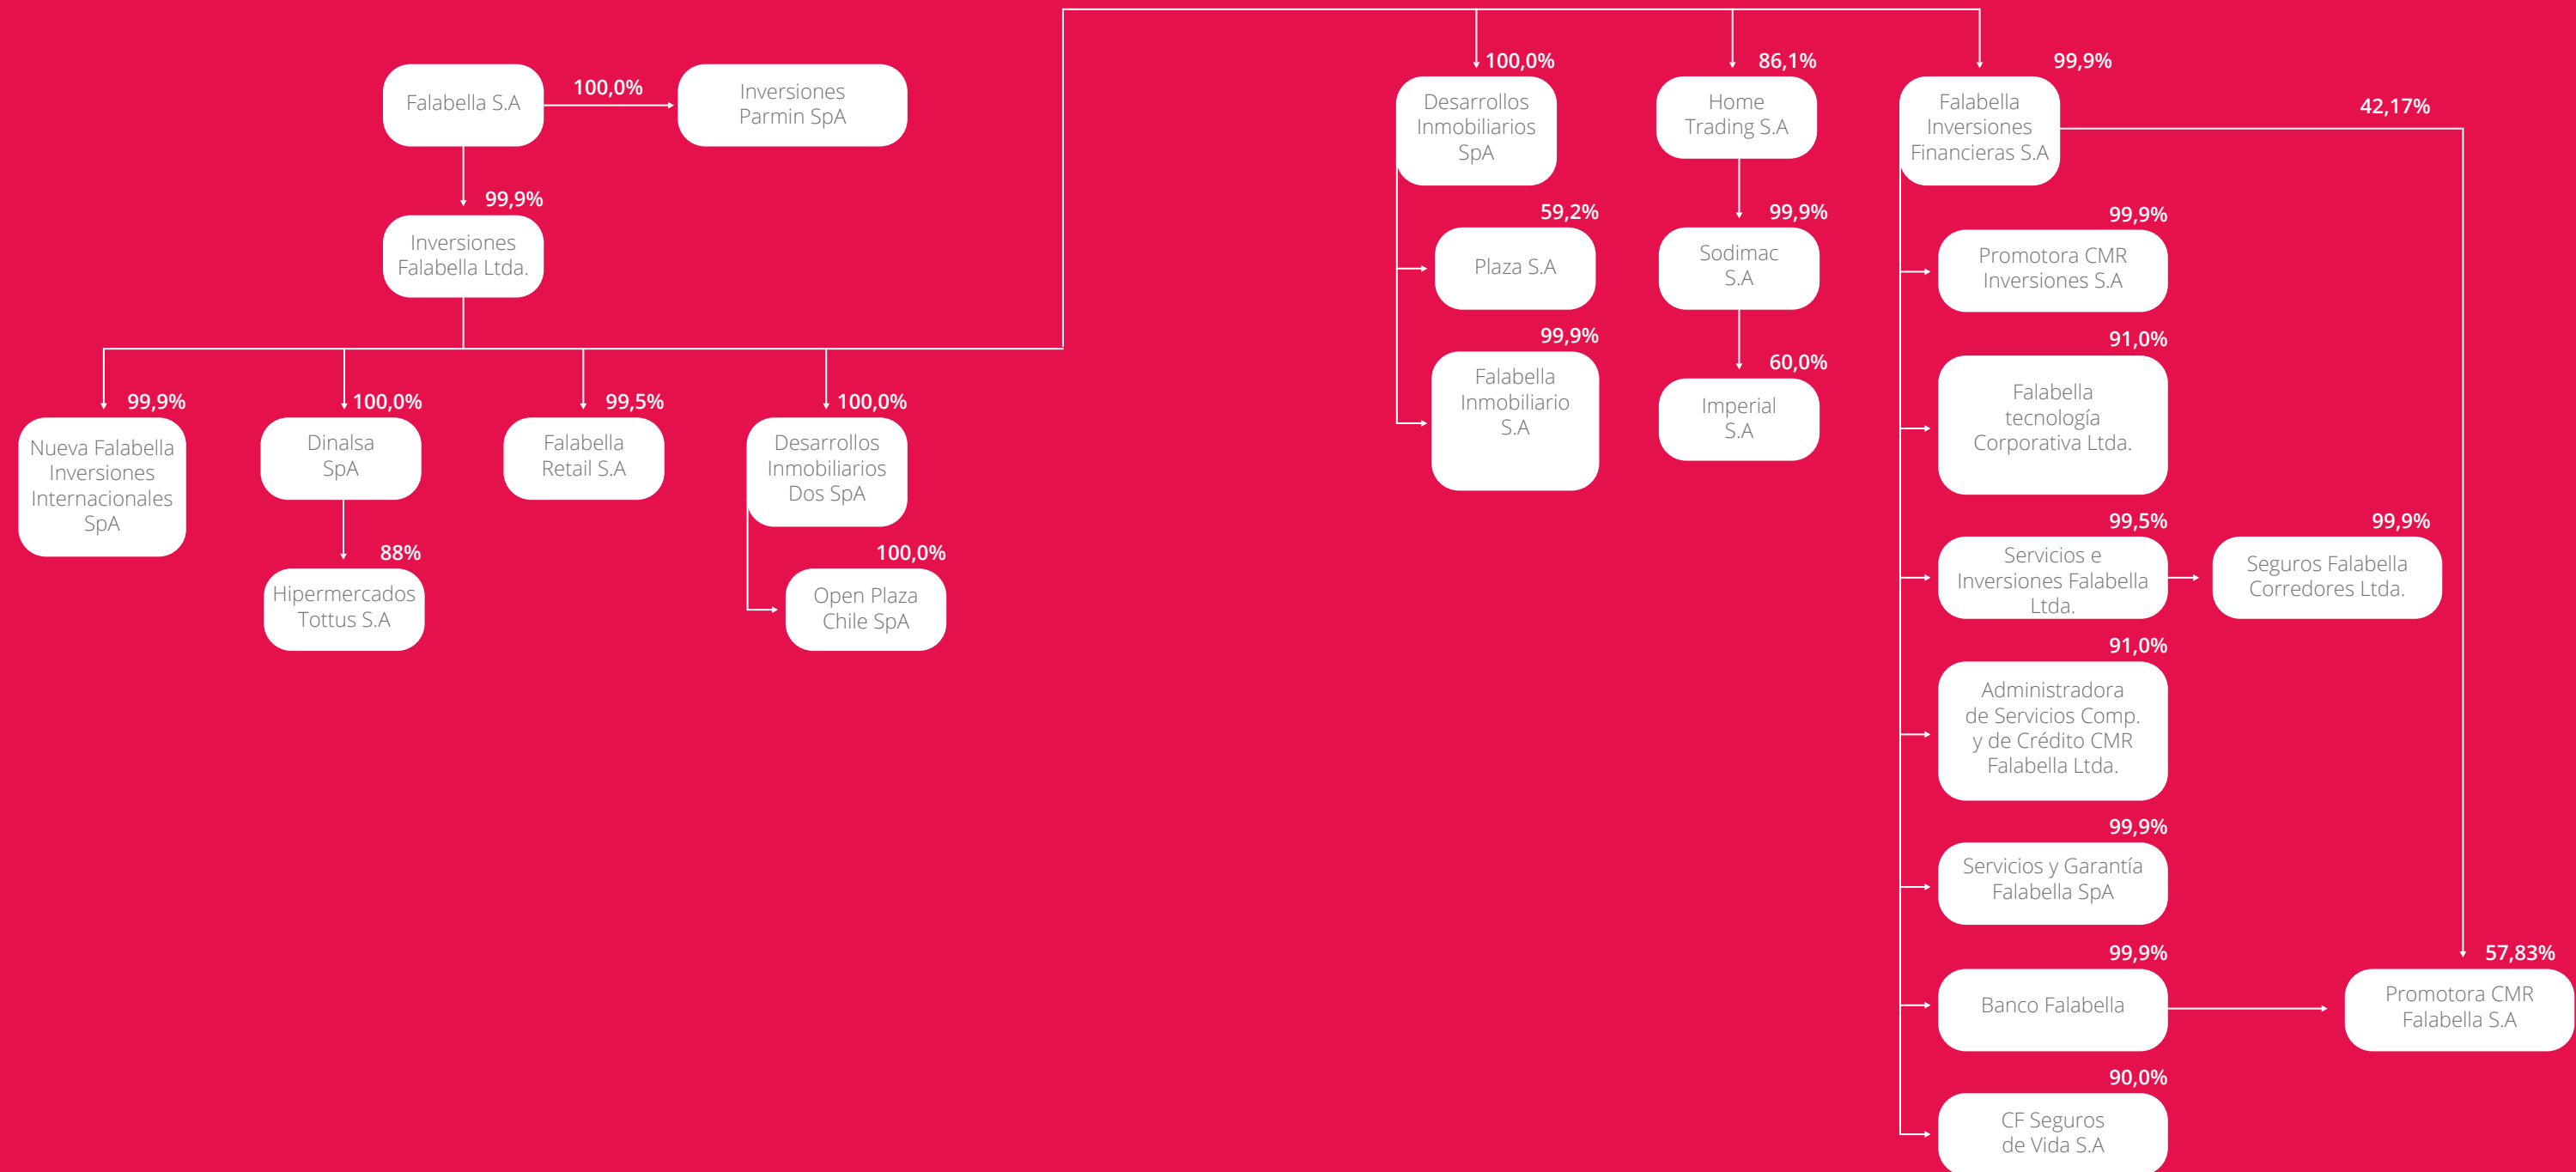 Falabella S.A
100,0%
Inversiones
Parmin SpA
99,9%
Inversiones
Falabella Ltda.
99,9%
Nueva Falabella
Inversiones
Internacionales
SpA
100,0%
Dinalsa
SpA
88%
Hipermercados
Tottus S.A
99,5%
Falabella
Retail S.A
100,0%
Desarrollos
Inmobiliarios
Dos SpA
100,0%
Open Plaza
Chile SpA
100,0%
Desarrollos
Inmobiliarios
SpA
59,2%
Plaza S.A
99,9%
Falabella
Inmobiliario
S.A
86,1%
Home
Trading S.A
99,9%
Sodimac
S.A
60,0%
Imperial
S.A
99,9%
Falabella
Inversiones
Financieras S.A
42,17%
99,9%
Promotora CMR
Inversiones S.A
91,0%
Falabella
tecnología
Corporativa Ltda.
99,5%
Servicios e
Inversiones Falabella
Ltda.
99,9%
Seguros Falabella
Corredores Ltda.
91,0%
Administradora
de Servicios Comp.
y de Crédito CMR
Falabella Ltda.
99,9%
Servicios y Garantía
Falabella SpA
99,9%
Banco Falabella
57,83%
Promotora CMR
Falabella S.A
90,0%
CF Seguros
de Vida S.A